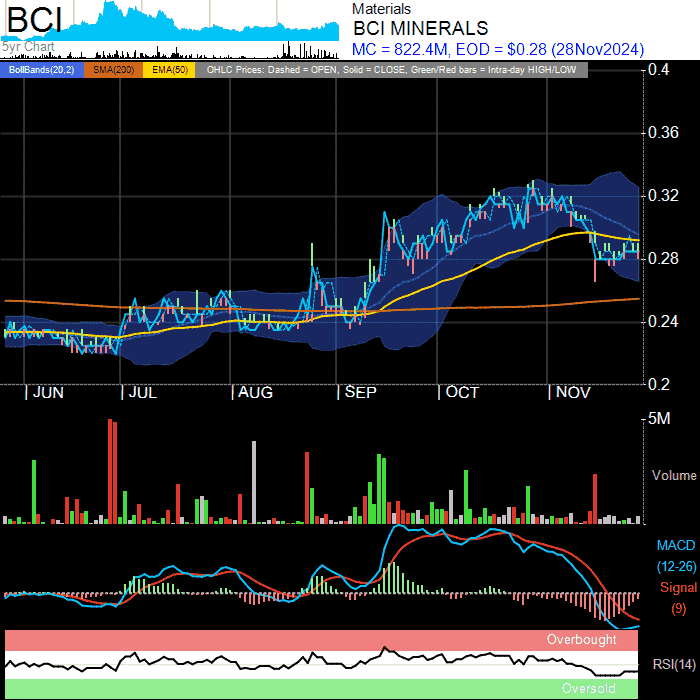 BCI
5yr Chart
Materials
BCI MINERALS
MC = 822.4M, EOD = $0.28 (28Nov2024)
BollBands(20,2) SMA(200) EMA(50) OHLC Prices: Dashed = OPEN, Solid = CLOSE, Green/Red bars = Intra-day HIGH/LOW
0.4
0.36
0.32
0.28
0.24
0.2
JUN JUL AUG SEP OCT NOV
5M
Volume
MACD
(12-26)
Signal
(9)
Overbought
RSI(14)
Oversold